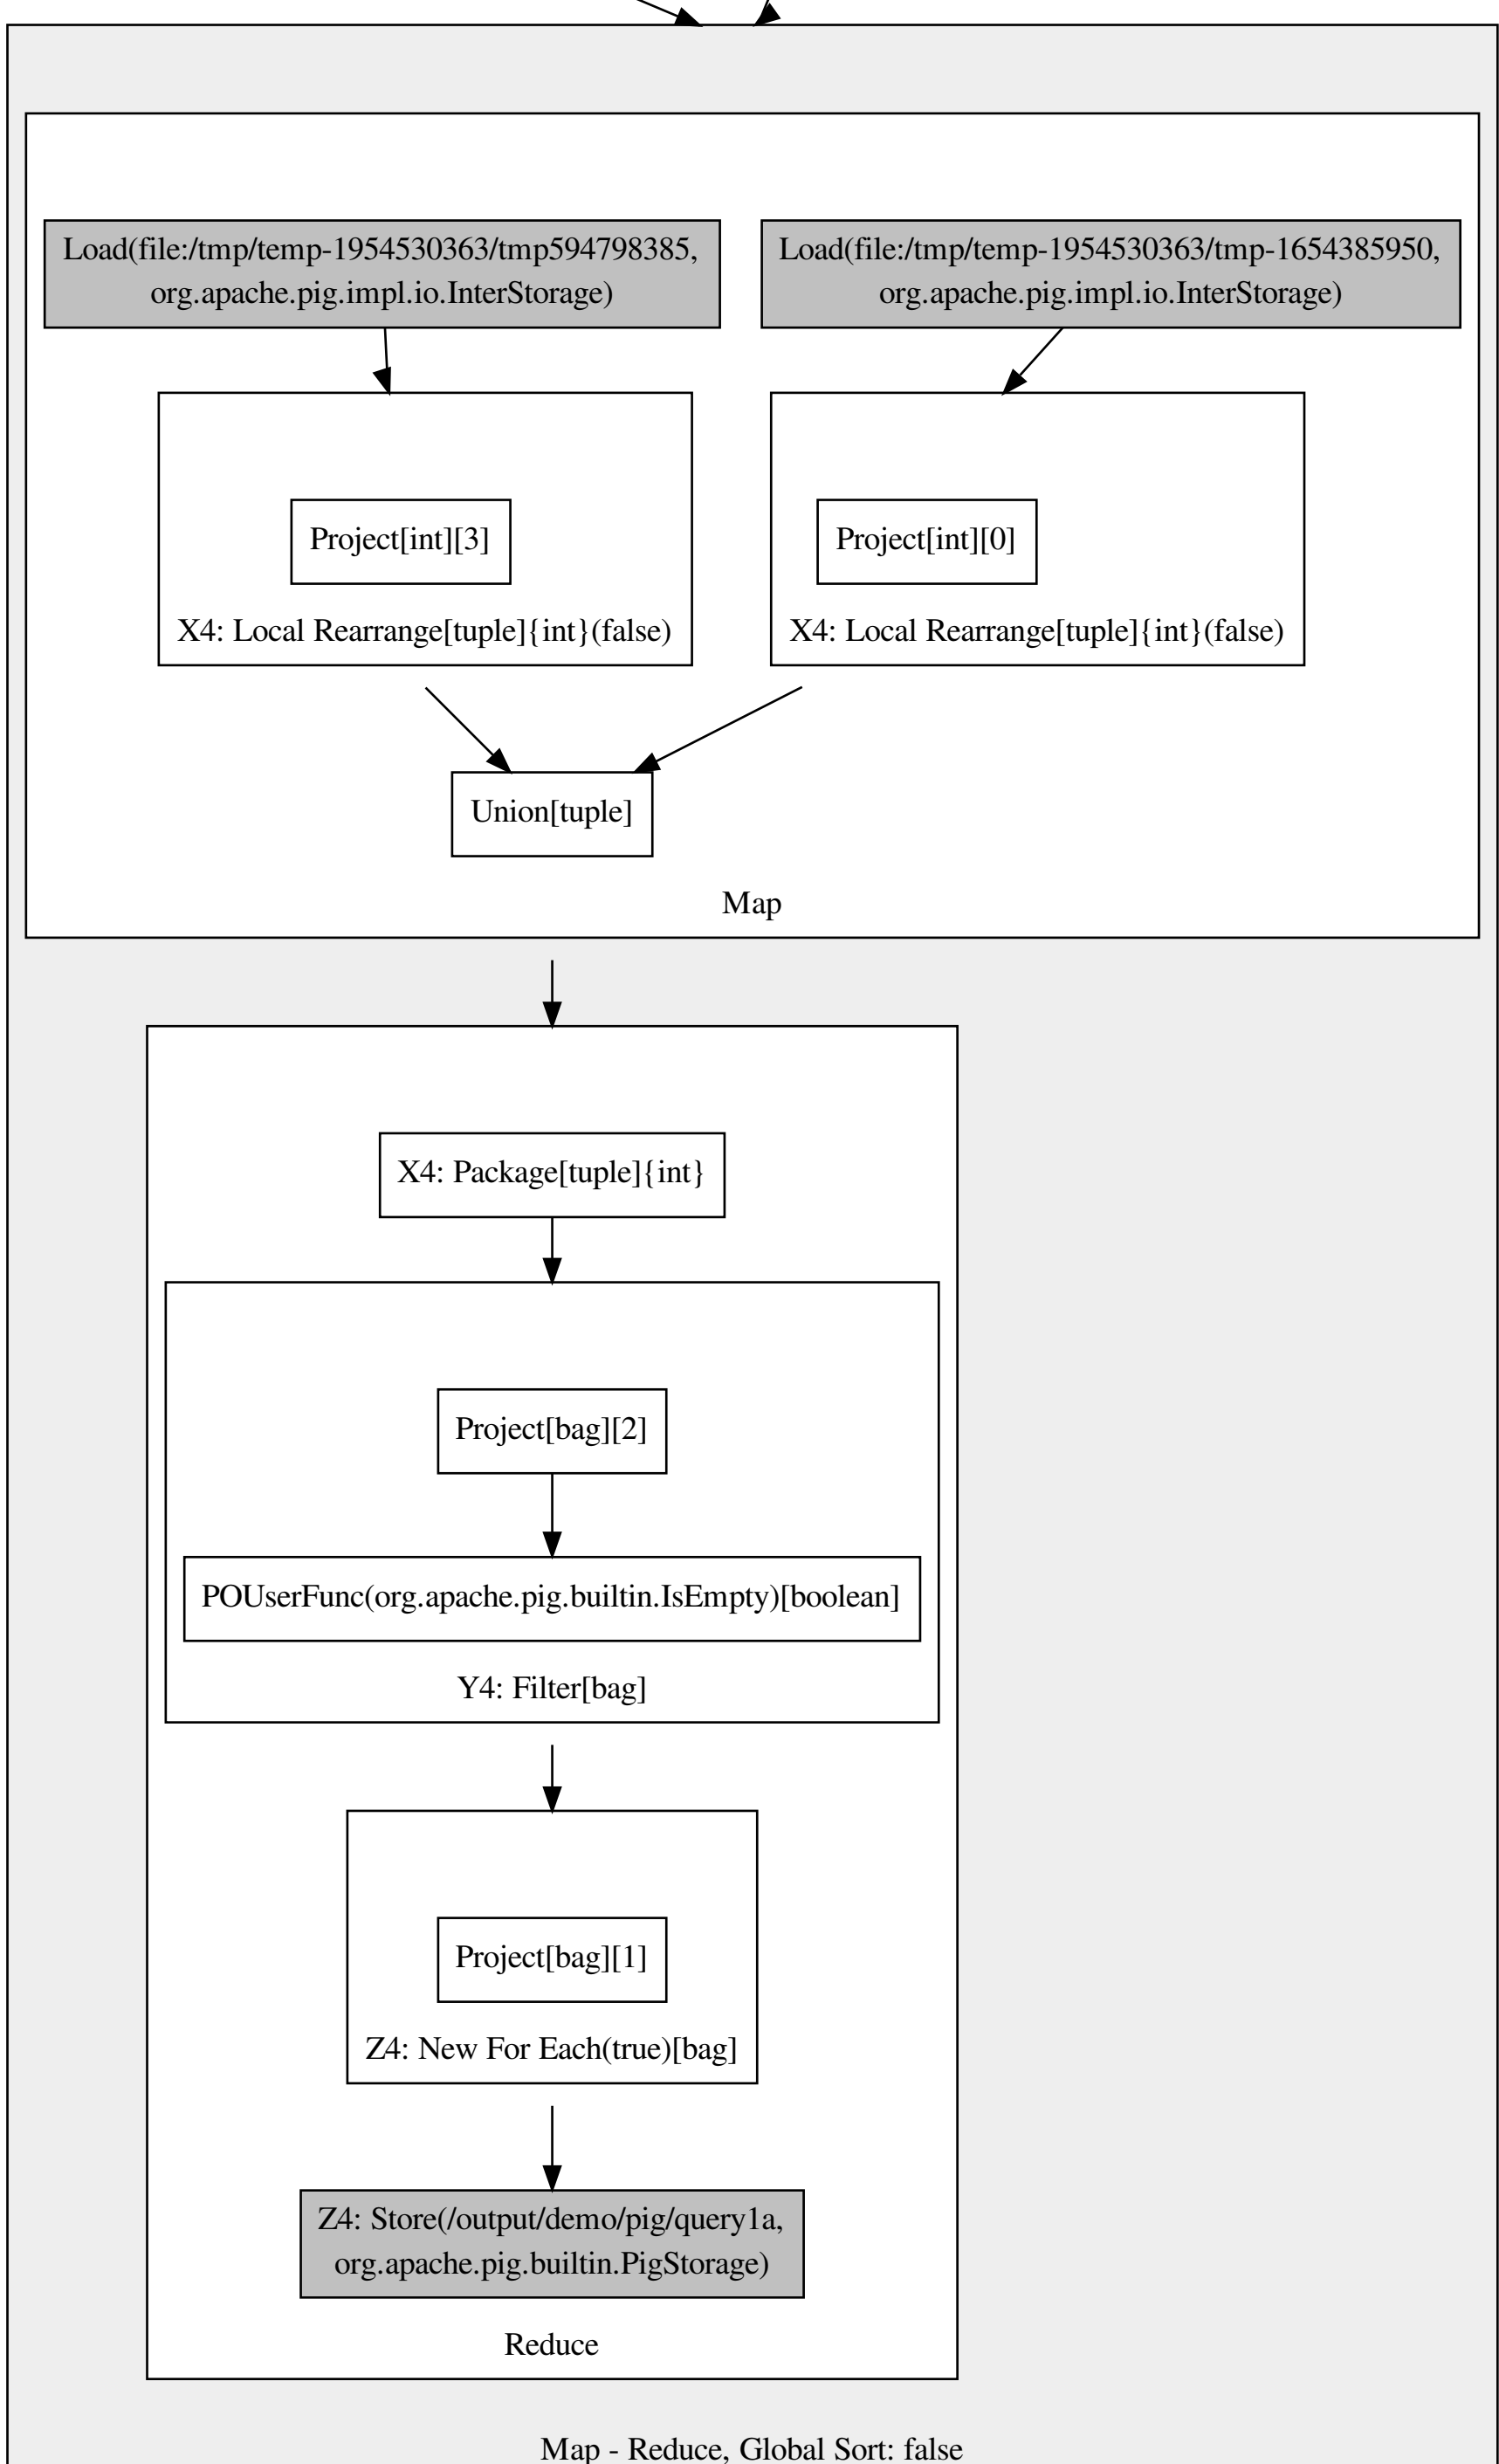 Load(file:/tmp/temp-1954530363/tmp594798385,
org.apache.pig.impl.io.InterStorage)
Load(file:/tmp/temp-1954530363/tmp-1654385950,
org.apache.pig.impl.io.InterStorage)
Project[int][3]
X4: Local Rearrange[tuple]{int}(false)
Project[int][0]
X4: Local Rearrange[tuple]{int}(false)
Union[tuple]
Map
X4: Package[tuple]{int}
Project[bag][2]
POUserFunc(org.apache.pig.builtin.IsEmpty)[boolean]
Y4: Filter[bag]
Project[bag][1]
Z4: New For Each(true)[bag]
Z4: Store(/output/demo/pig/query1a,
org.apache.pig.builtin.PigStorage)
Reduce
Map - Reduce, Global Sort: false